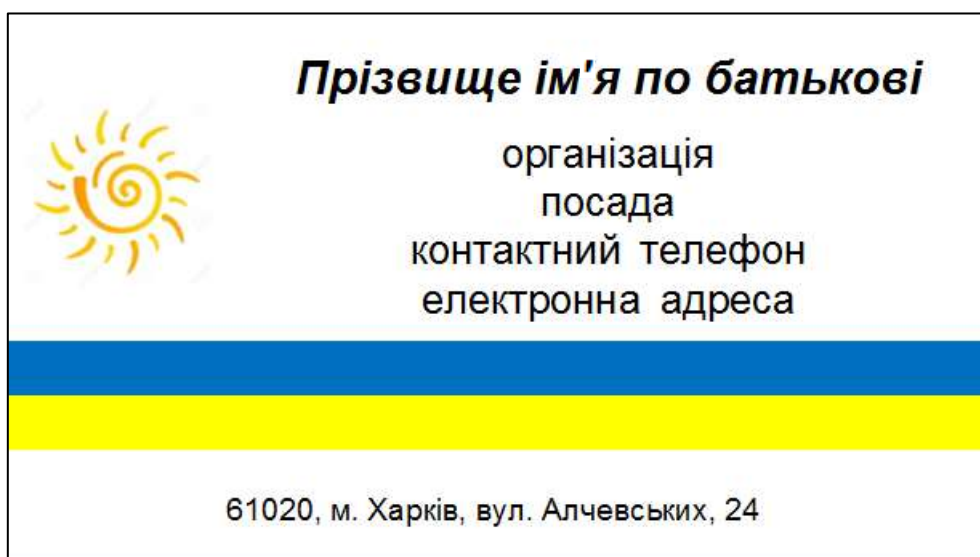 Прізвище ім'я по батькові
організація
посада
контактний телефон
електронна адреса
61020, м. Харків, вул. Алчевських, 24